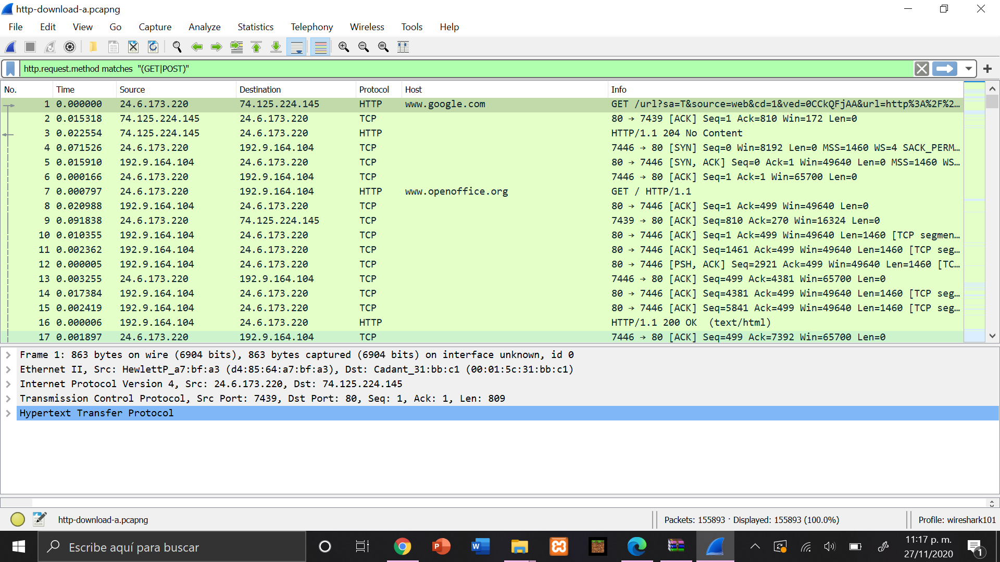 http-download-a.pcapng
File Edit View Go Capture Analyze Statistics Telephony Wireless Tools Help
http.request.method matches "(GET|POST)"
No. Time Source Destination Protocol Host Info
1 0.000000 24.6.173.220 74.125.224.145 HTTP www.google.com GET /url?sa=T&source=web&cd=1&ved=0CCkQFjAA&url=http%3A%2F%2…
2 0.015318 74.125.224.145 24.6.173.220 TCP 80 → 7439 [ACK] Seq=1 Ack=810 Win=172 Len=0
3 0.022554 74.125.224.145 24.6.173.220 HTTP HTTP/1.1 204 No Content
4 0.071526 24.6.173.220 192.9.164.104 TCP 7446 → 80 [SYN] Seq=0 Win=8192 Len=0 MSS=1460 WS=4 SACK_PERM…
5 0.015910 192.9.164.104 24.6.173.220 TCP 80 → 7446 [SYN, ACK] Seq=0 Ack=1 Win=49640 Len=0 MSS=1460 WS…
6 0.000166 24.6.173.220 192.9.164.104 TCP 7446 → 80 [ACK] Seq=1 Ack=1 Win=65700 Len=0
7 0.000797 24.6.173.220 192.9.164.104 HTTP www.openoffice.org GET / HTTP/1.1
8 0.020988 192.9.164.104 24.6.173.220 TCP 80 → 7446 [ACK] Seq=1 Ack=499 Win=49640 Len=0
9 0.091838 24.6.173.220 74.125.224.145 TCP 7439 → 80 [ACK] Seq=810 Ack=270 Win=16324 Len=0
10 0.010355 192.9.164.104 24.6.173.220 TCP 80 → 7446 [ACK] Seq=1 Ack=499 Win=49640 Len=1460 [TCP segmen…
11 0.002362 192.9.164.104 24.6.173.220 TCP 80 → 7446 [ACK] Seq=1461 Ack=499 Win=49640 Len=1460 [TCP seg…
12 0.000005 192.9.164.104 24.6.173.220 TCP 80 → 7446 [PSH, ACK] Seq=2921 Ack=499 Win=49640 Len=1460 [TC…
13 0.003255 24.6.173.220 192.9.164.104 TCP 7446 → 80 [ACK] Seq=499 Ack=4381 Win=65700 Len=0
14 0.017384 192.9.164.104 24.6.173.220 TCP 80 → 7446 [ACK] Seq=4381 Ack=499 Win=49640 Len=1460 [TCP seg…
15 0.002419 192.9.164.104 24.6.173.220 TCP 80 → 7446 [ACK] Seq=5841 Ack=499 Win=49640 Len=1460 [TCP seg…
16 0.000006 192.9.164.104 24.6.173.220 HTTP HTTP/1.1 200 OK (text/html)
17 0.001897 24.6.173.220 192.9.164.104 TCP 7446 → 80 [ACK] Seq=499 Ack=7392 Win=65700 Len=0
Frame 1: 863 bytes on wire (6904 bits), 863 bytes captured (6904 bits) on interface unknown, id 0
Ethernet II, Src: HewlettP_a7:bf:a3 (d4:85:64:a7:bf:a3), Dst: Cadant_31:bb:c1 (00:01:5c:31:bb:c1)
Internet Protocol Version 4, Src: 24.6.173.220, Dst: 74.125.224.145
Transmission Control Protocol, Src Port: 7439, Dst Port: 80, Seq: 1, Ack: 1, Len: 809
Hypertext Transfer Protocol
http-download-a.pcapng Packets: 155893 · Displayed: 155893 (100.0%) Profile: wireshark101
Escribe aquí para buscar
11:17 p. m.
27/11/2020
1